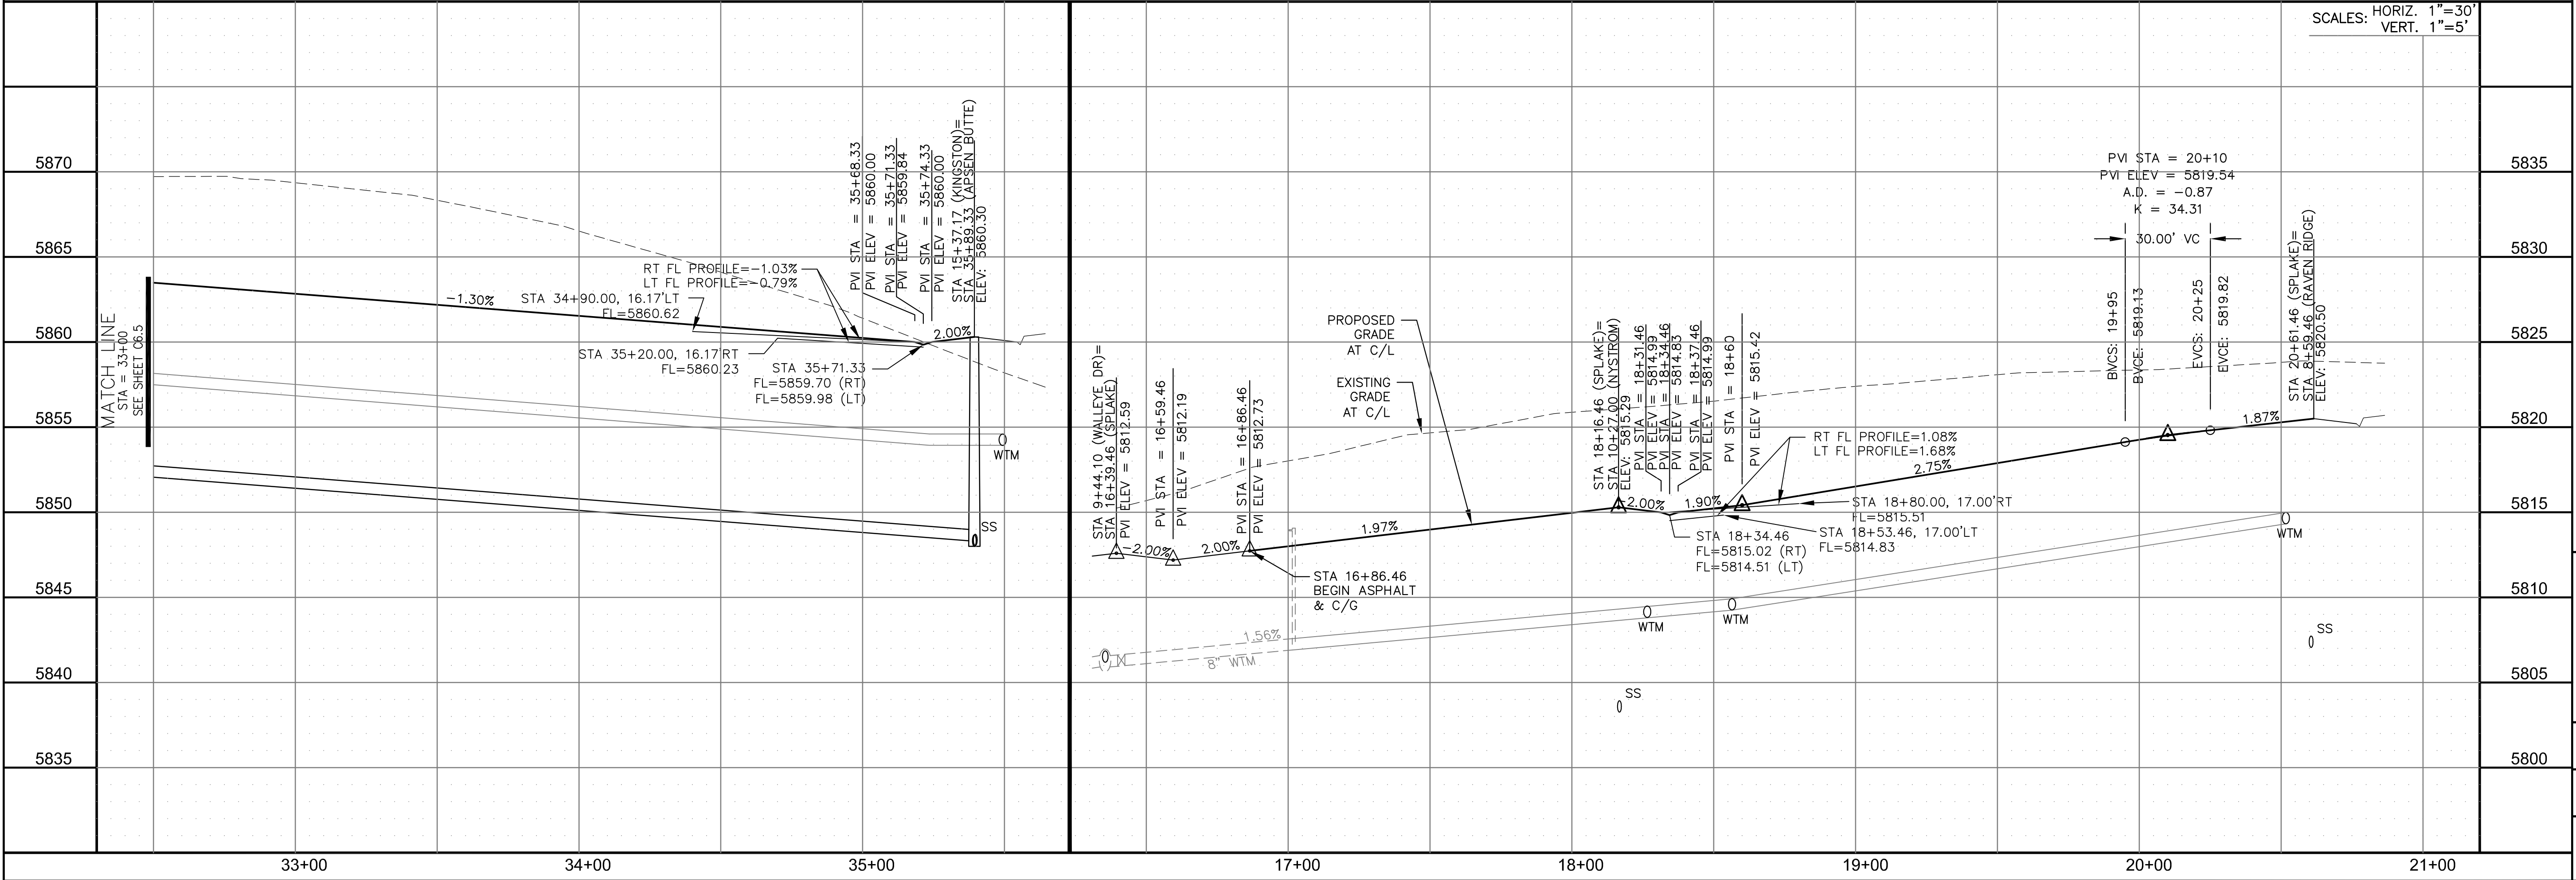 SCALES: HORIZ. 1"=30'
VERT. 1"=5'
5870
5865
5860
5855
5850
5845
5840
5835
MATCH LINE
STA = 33+00
SEE SHEET C6.5
-1.30%
RT FL PROFILE=-1.03%
LT FL PROFILE=-0.79%
STA 34+90.00, 16.17'LT
FL=5860.62
STA 35+20.00, 16.17'RT
FL=5860.23
STA 35+71.33
FL=5859.70 (RT)
FL=5859.98 (LT)
PVI STA = 35+68.33
PVI ELEV = 5860.00
PVI STA = 35+71.33
PVI ELEV = 5859.84
PVI STA = 35+74.33
PVI ELEV = 5860.00
STA 15+37.17 (KINGSTON)=
STA 35+89.33 (APSEN BUTTE)
ELEV: 5860.30
2.00%
WTM
SS
33+00
34+00
35+00
STA 9+44.10 (WALLEYE DR)=
STA 16+39.46 (SPLAKE)
PVI ELEV = 5812.59
PVI STA = 16+59.46
PVI ELEV = 5812.19
PVI STA = 16+86.46
PVI ELEV = 5812.73
-2.00%
2.00%
STA 16+86.46
BEGIN ASPHALT
& C/G
PROPOSED
GRADE
AT C/L
EXISTING
GRADE
AT C/L
1.97%
1.56%
8" WTM
STA 18+16.46 (SPLAKE)=
STA 10+27.00 (NYSTROM)
ELEV: 5815.29
PVI STA = 18+31.46
PVI ELEV = 5814.99
PVI STA = 18+34.46
PVI ELEV = 5814.83
PVI STA = 18+37.46
PVI ELEV = 5814.99
PVI STA = 18+60
PVI ELEV = 5815.42
-2.00%
1.90%
RT FL PROFILE=1.08%
LT FL PROFILE=1.68%
2.75%
STA 18+80.00, 17.00'RT
FL=5815.51
STA 18+53.46, 17.00'LT
FL=5814.83
STA 18+34.46
FL=5815.02 (RT)
FL=5814.51 (LT)
WTM
WTM
SS
PVI STA = 20+10
PVI ELEV = 5819.54
A.D. = -0.87
K = 34.31
30.00' VC
BVCS: 19+95
BVCE: 5819.13
EVCS: 20+25
EVCE: 5819.82
STA 20+61.46 (SPLAKE)=
STA 8+59.46 (RAVEN RIDGE)
ELEV: 5820.50
1.87%
WTM
SS
5835
5830
5825
5820
5815
5810
5805
5800
17+00
18+00
19+00
20+00
21+00